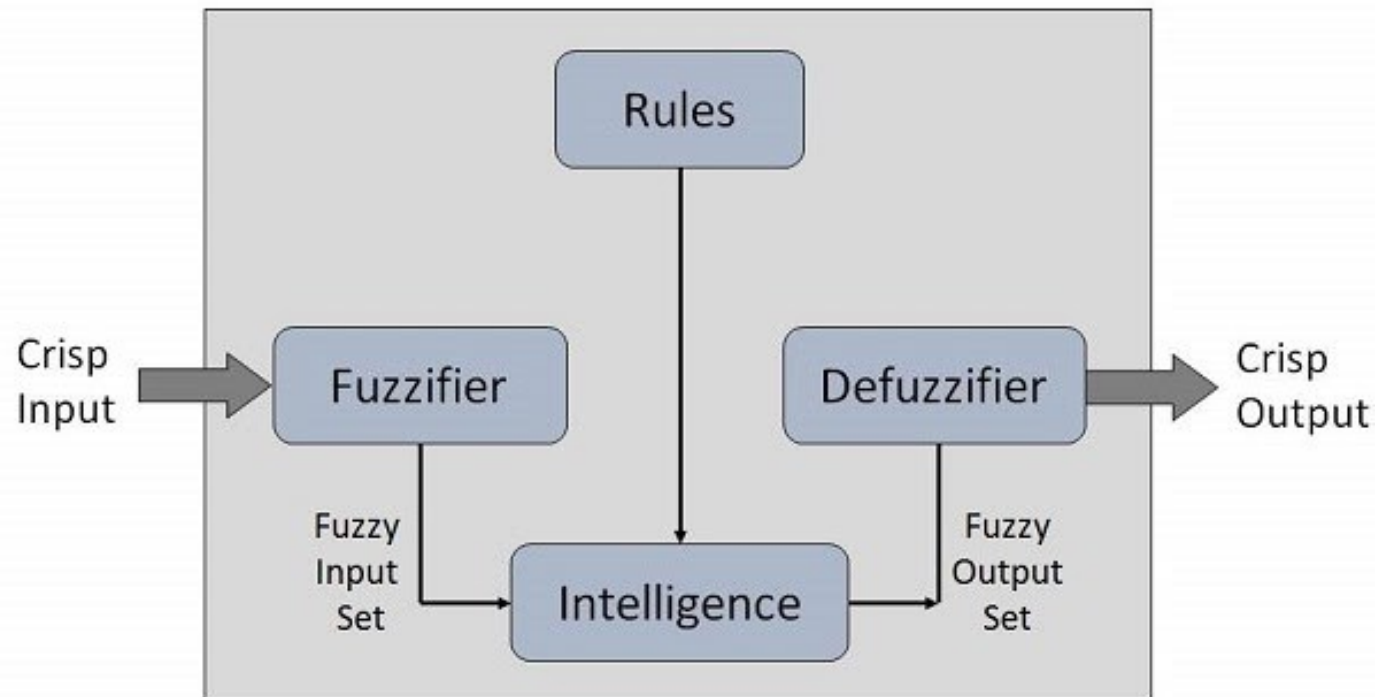 Rules
Crisp
Input
Fuzzifier
Defuzzifier
Crisp
Output
Fuzzy
Input
Set
Intelligence
Fuzzy
Output
Set